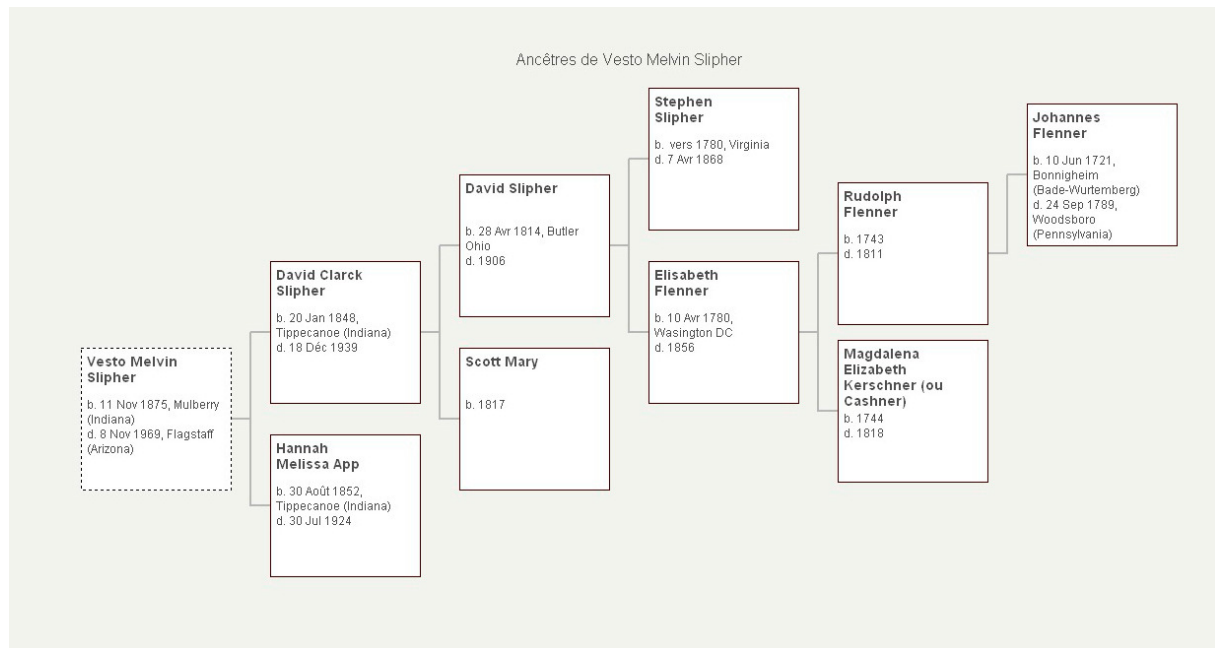 Ancêtres de Vesto Melvin Slipher
Vesto Melvin
Slipher
b. 11 Nov 1875, Mulberry
(Indiana)
d. 8 Nov 1969, Flagstaff
(Arizona)
David Clarck
Slipher
b. 20 Jan 1848,
Tippecanoe (Indiana)
d. 18 Déc 1939
Hannah
Melissa App
b. 30 Août 1852,
Tippecanoe (Indiana)
d. 30 Jul 1924
David Slipher
b. 28 Avr 1814, Butler
Ohio
d. 1906
Scott Mary
b. 1817
Stephen
Slipher
b. vers 1780, Virginia
d. 7 Avr 1868
Elisabeth
Flenner
b. 10 Avr 1780,
Wasington DC
d. 1856
Rudolph
Flenner
b. 1743
d. 1811
Magdalena
Elizabeth
Kerschner (ou
Cashner)
b. 1744
d. 1818
Johannes
Flenner
b. 10 Jun 1721,
Bonnigheim
(Bade-Wurtemberg)
d. 24 Sep 1789,
Woodsboro
(Pennsylvania)